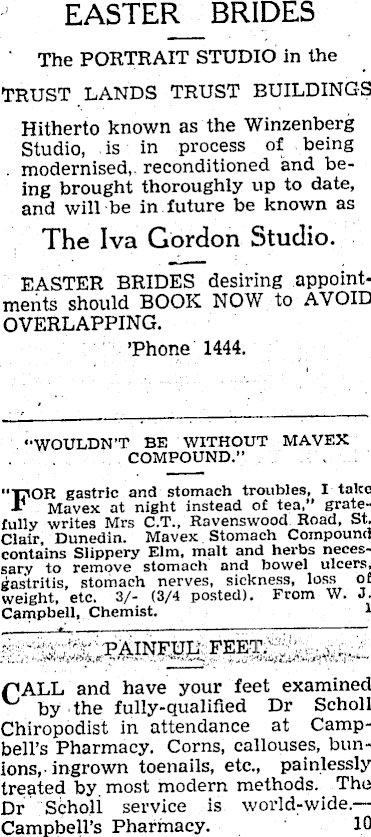 EASTER BRIDES
The PORTRAIT STUDIO in the
TRUST LANDS TRUST BUILDINGS
Hitherto known as the Winzenberg
Studio, is in process of being
modernised, reconditioned and be-
ing brought thoroughly up to date,
and will be in future be known as
The Iva Gordon Studio.
EASTER BRIDES desiring appoint-
ments should BOOK NOW to AVOID
OVERLAPPING.
'Phone 1444.
"WOULDN'T BE WITHOUT MAVEX
COMPOUND."
"FOR gastric and stomach troubles, I take
Mavex at night instead of tea," grate-
fully writes Mrs C.T., Ravenswood Road, St.
Clair, Dunedin. Mavex Stomach Compound
contains Slippery Elm, malt and herbs neces-
sary to remove stomach and bowel ulcers,
gastritis, stomach nerves, sickness, loss of
weight, etc. 3/- (3/4 posted). From W. J.
Campbell, Chemist. 1
PAINFUL FEET.
CALL and have your feet examined
by the fully-qualified Dr Scholl
Chiropodist in attendance at Camp-
bell's Pharmacy. Corns, callouses, bun-
ions, ingrown toenails, etc., painlessly
treated by most modern methods. The
Dr Scholl service is world-wide.—
Campbell's Pharmacy. 10